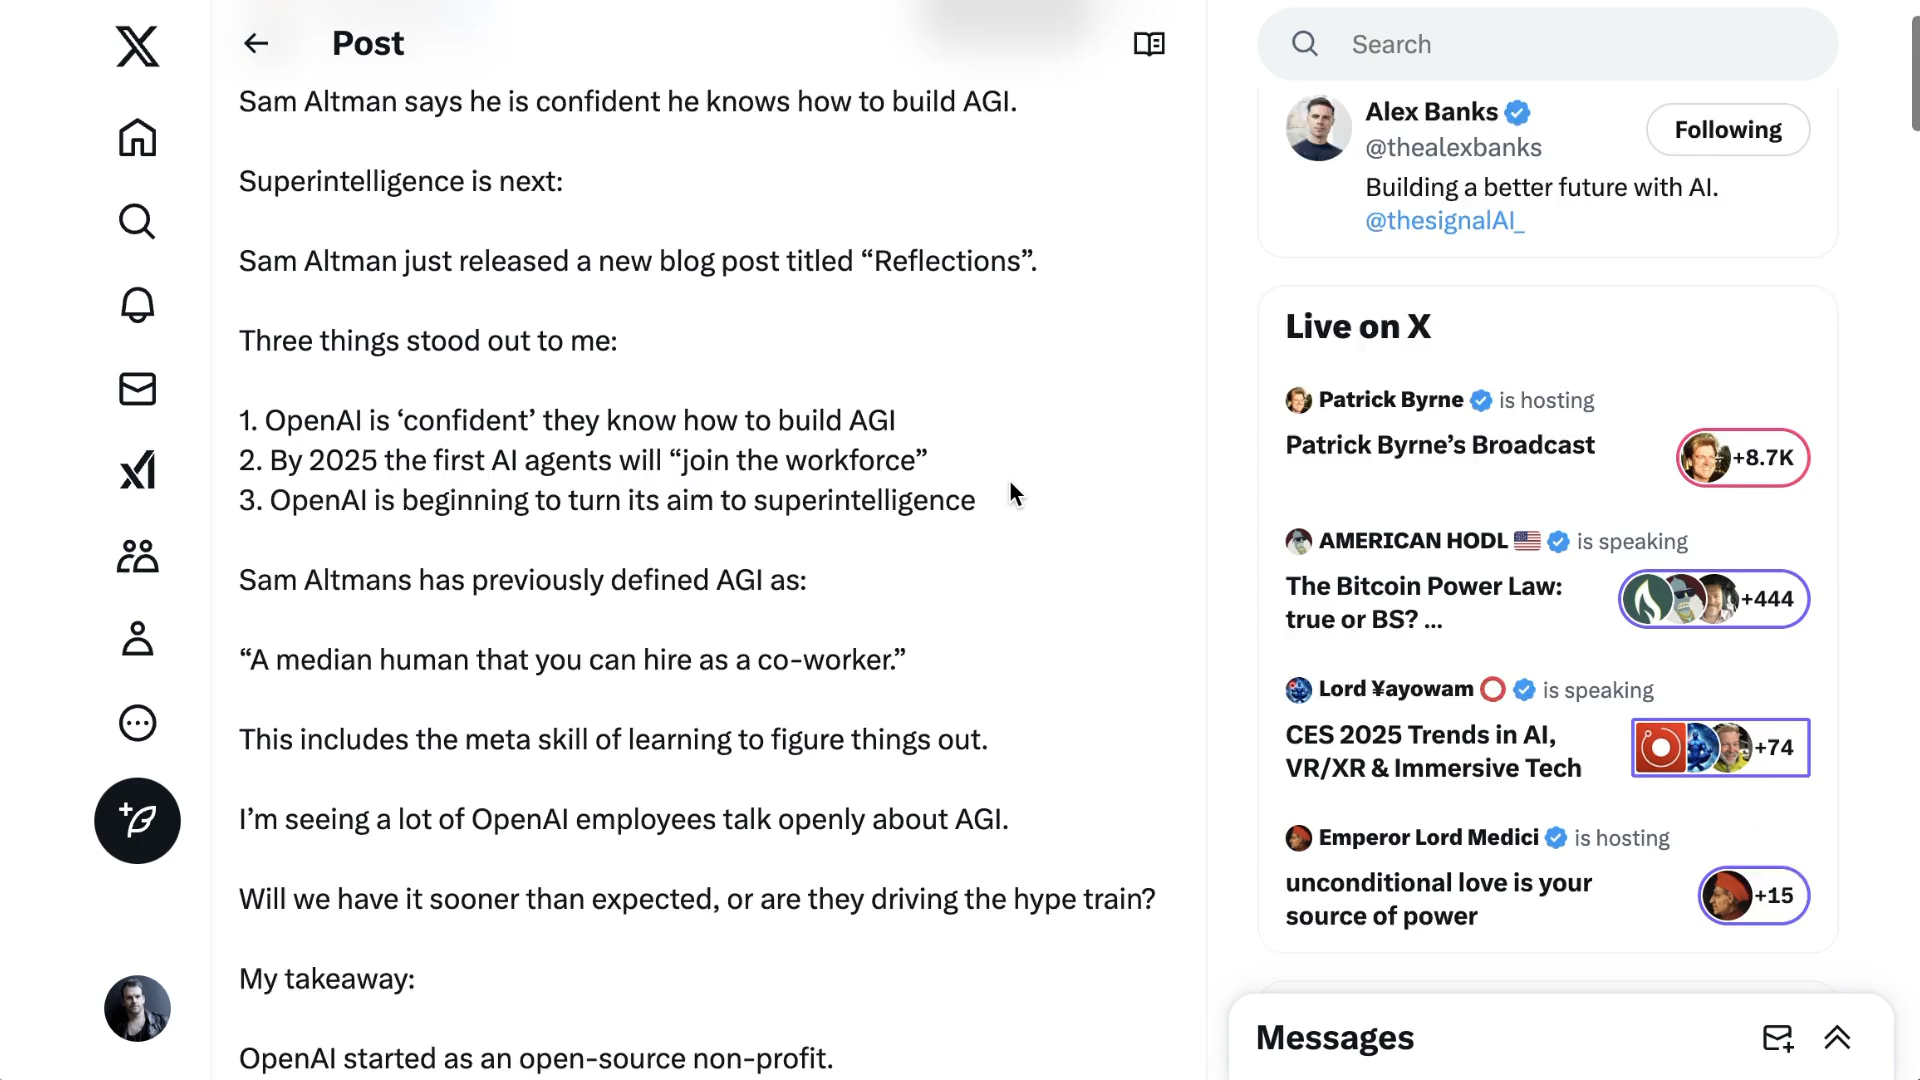 Post
Sam Altman says he is confident he knows how to build AGI.
Superintelligence is next:
Sam Altman just released a new blog post titled “Reflections”.
Three things stood out to me:
1. OpenAI is ‘confident’ they know how to build AGI
2. By 2025 the first AI agents will “join the workforce”
3. OpenAI is beginning to turn its aim to superintelligence
Sam Altmans has previously defined AGI as:
“A median human that you can hire as a co-worker.”
This includes the meta skill of learning to figure things out.
I’m seeing a lot of OpenAI employees talk openly about AGI.
Will we have it sooner than expected, or are they driving the hype train?
My takeaway:
OpenAI started as an open-source non-profit.
Search
Alex Banks
@thealexbanks
Following
Building a better future with AI.
@thesignalAI_
Live on X
Patrick Byrne is hosting
Patrick Byrne’s Broadcast
+8.7K
AMERICAN HODL is speaking
The Bitcoin Power Law:
true or BS? ...
+444
Lord ¥ayowam is speaking
CES 2025 Trends in AI,
VR/XR & Immersive Tech
+74
Emperor Lord Medici is hosting
unconditional love is your
source of power
+15
Messages